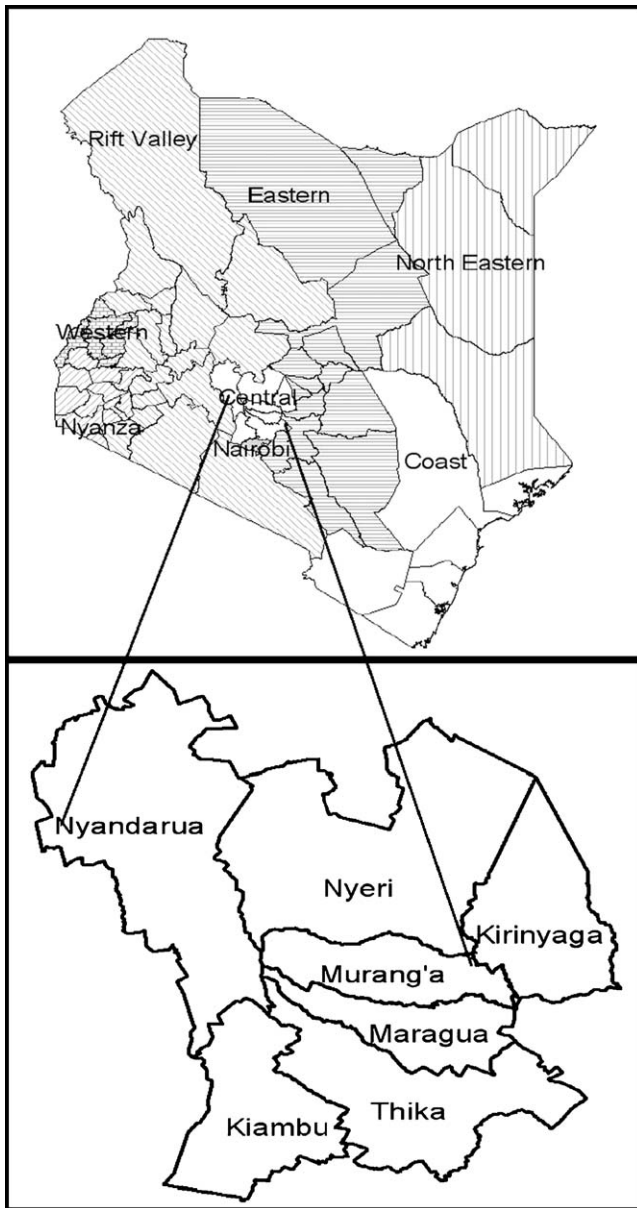 Rift Valley
Eastern
North Eastern
Western
Central
Nyanza
Nairobi
Coast
Nyandarua
Nyeri
Kirinyaga
Murang'a
Maragua
Thika
Kiambu